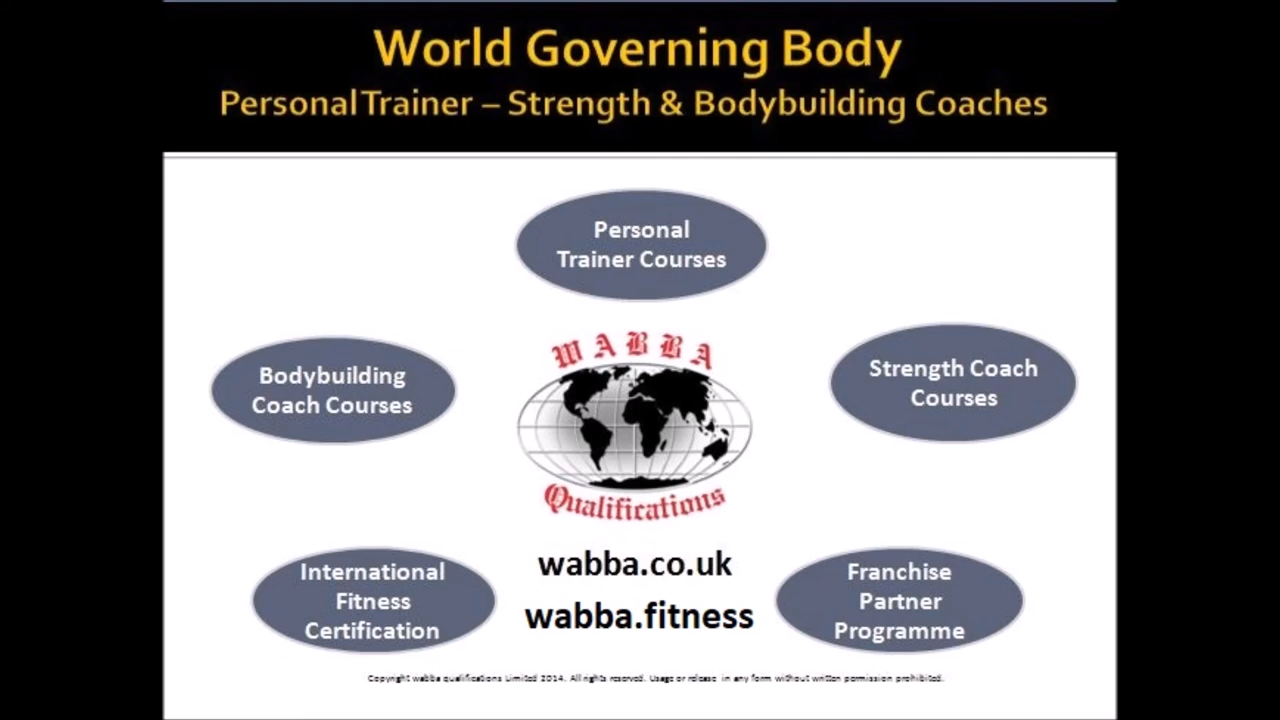 World Governing Body
Personal Trainer – Strength & Bodybuilding Coaches
Personal
Trainer Courses
Bodybuilding
Coach Courses
WABBA
Qualifications
Strength Coach
Courses
International
Fitness
Certification
wabba.co.uk
wabba.fitness
Franchise
Partner
Programme
Copyright wabba qualifications Limited 2014. All rights reserved. Usage or release in any form without written permission prohibited.